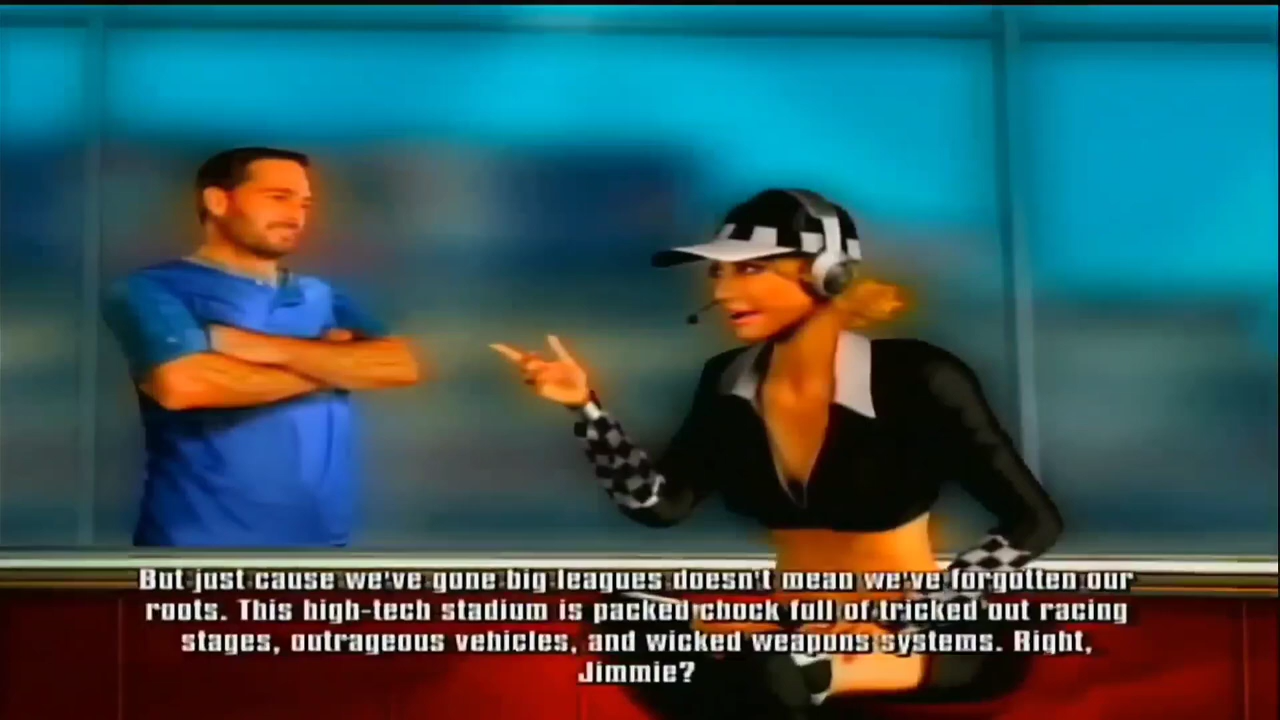 But just cause we've gone big leagues doesn't mean we've forgotten our
roots. This high-tech stadium is packed chock full of tricked out racing
stages, outrageous vehicles, and wicked weapons systems. Right,
Jimmie?